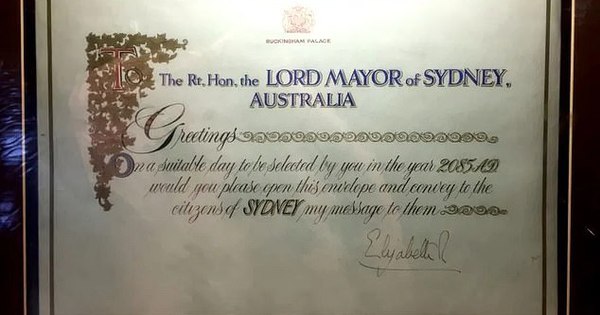 BUCKINGHAM PALACE
To The Rt. Hon. the LORD MAYOR of SYDNEY,
AUSTRALIA
Greetings
On a suitable day to be selected by you in the year 2085 A.D.
would you please open this envelope and convey to the
citizens of SYDNEY my message to them
Elizabeth R